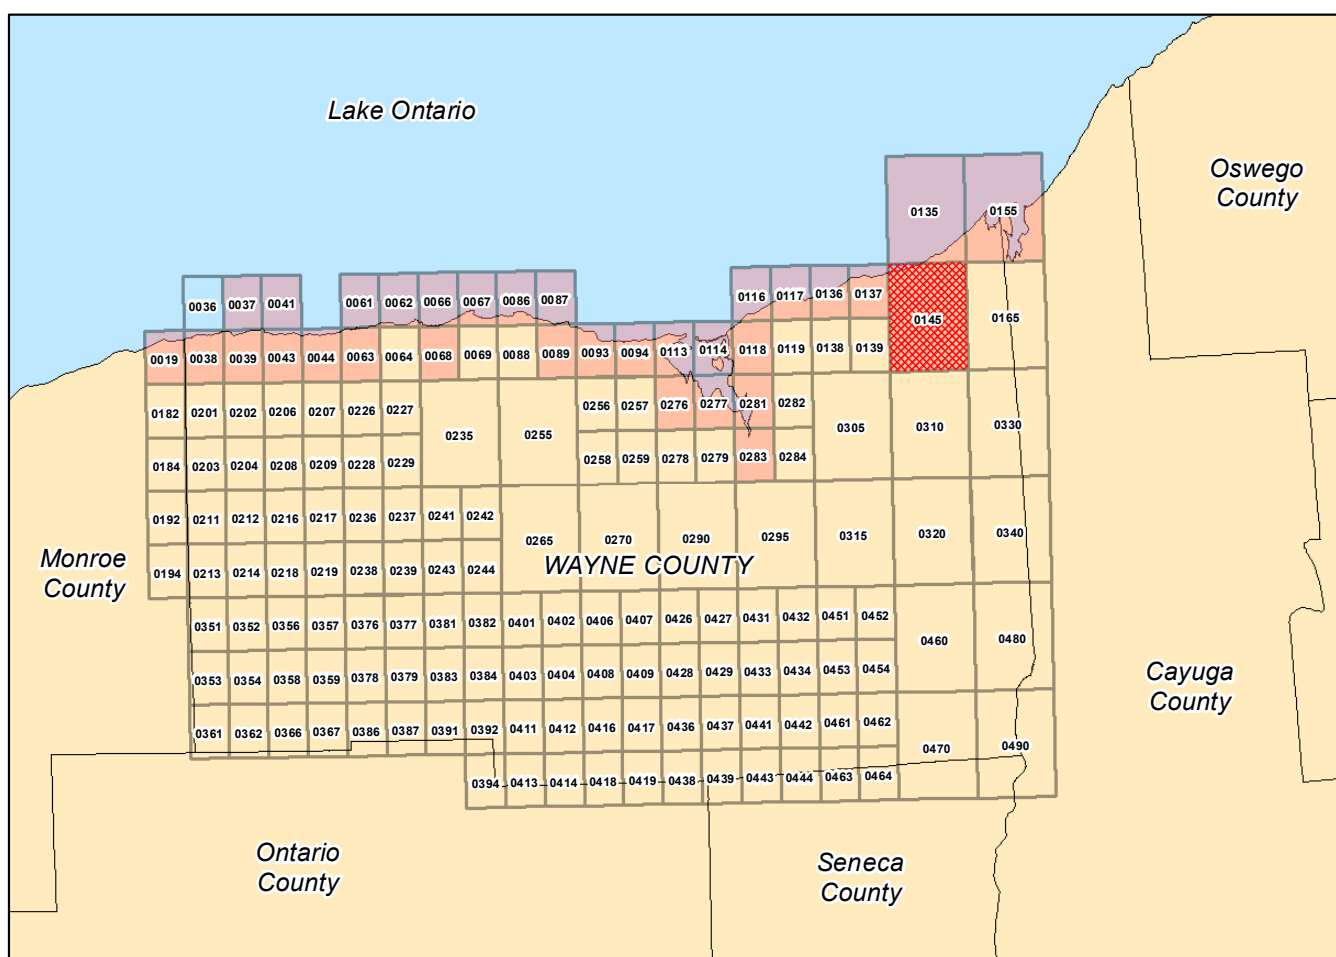 Lake Ontario
Oswego
County
0135 0155
0036 0037 0041 0061 0062 0066 0067 0086 0087 0116 0117 0136 0137
0145 0165
0019 0038 0039 0043 0044 0063 0064 0068 0069 0088 0089 0093 0094 0113 0114 0118 0119 0138 0139
0182 0201 0202 0206 0207 0226 0227 0256 0257 0276 0277 0281 0282
0235 0255 0305 0310 0330
0184 0203 0204 0208 0209 0228 0229 0258 0259 0278 0279 0283 0284
0192 0211 0212 0216 0217 0236 0237 0241 0242
0265 0270 0290 0295 0315 0320 0340
Monroe
County
WAYNE COUNTY
0194 0213 0214 0218 0219 0238 0239 0243 0244
0351 0352 0356 0357 0376 0377 0381 0382 0401 0402 0406 0407 0426 0427 0431 0432 0451 0452
0460 0480
0353 0354 0358 0359 0378 0379 0383 0384 0403 0404 0408 0409 0428 0429 0433 0434 0453 0454
Cayuga
County
0361 0362 0366 0367 0386 0387 0391 0392 0411 0412 0416 0417 0436 0437 0441 0442 0461 0462
0470 0490
0394 0413 0414 0418 0419 0438 0439 0443 0444 0463 0464
Ontario
County
Seneca
County